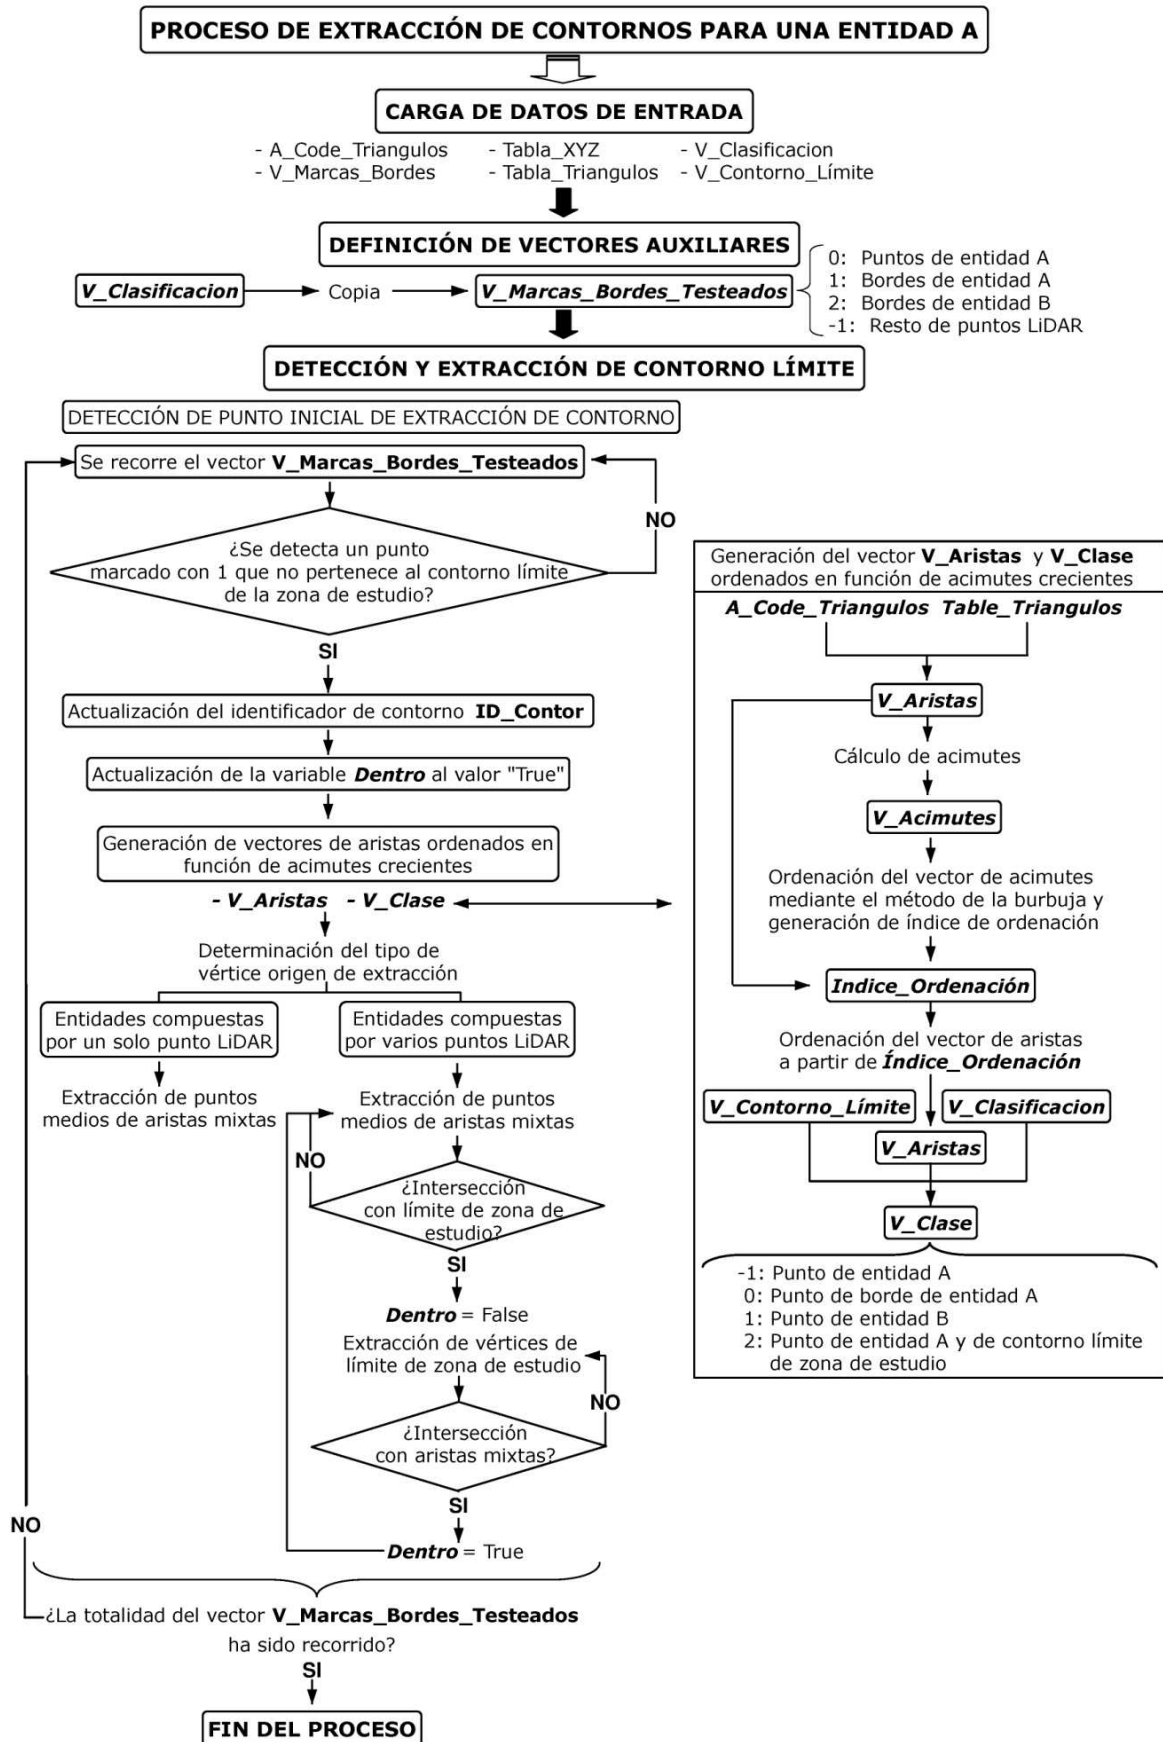 PROCESO DE EXTRACCIÓN DE CONTORNOS PARA UNA ENTIDAD A
CARGA DE DATOS DE ENTRADA
- A_Code_Triangulos - Tabla_XYZ - V_Clasificacion
- V_Marcas_Bordes - Tabla_Triangulos - V_Contorno_Límite
DEFINICIÓN DE VECTORES AUXILIARES
V_Clasificacion Copia V_Marcas_Bordes_Testeados
0: Puntos de entidad A
1: Bordes de entidad A
2: Bordes de entidad B
-1: Resto de puntos LiDAR
DETECCIÓN Y EXTRACCIÓN DE CONTORNO LÍMITE
DETECCIÓN DE PUNTO INICIAL DE EXTRACCIÓN DE CONTORNO
Se recorre el vector V_Marcas_Bordes_Testeados
NO
¿Se detecta un punto
marcado con 1 que no pertenece al contorno límite
de la zona de estudio?
SI
Actualización del identificador de contorno ID_Contor
Actualización de la variable Dentro al valor "True"
Generación de vectores de aristas ordenados en
función de acimutes crecientes
- V_Aristas - V_Clase
Determinación del tipo de
vértice origen de extracción
Entidades compuestas
por un solo punto LiDAR
Entidades compuestas
por varios puntos LiDAR
Extracción de puntos
medios de aristas mixtas
Extracción de puntos
medios de aristas mixtas
NO
¿Intersección
con límite de zona de
estudio?
SI
Dentro = False
Extracción de vértices de
límite de zona de estudio
NO
¿Intersección
con aristas mixtas?
SI
Dentro = True
NO
¿La totalidad del vector V_Marcas_Bordes_Testeados
ha sido recorrido?
SI
FIN DEL PROCESO
Generación del vector V_Aristas y V_Clase
ordenados en función de acimutes crecientes
A_Code_Triangulos Table_Triangulos
V_Aristas
Cálculo de acimutes
V_Acimutes
Ordenación del vector de acimutes
mediante el método de la burbuja y
generación de índice de ordenación
Indice_Ordenación
Ordenación del vector de aristas
a partir de Índice_Ordenación
V_Contorno_Límite V_Clasificacion
V_Aristas
V_Clase
-1: Punto de entidad A
0: Punto de borde de entidad A
1: Punto de entidad B
2: Punto de entidad A y de contorno límite
de zona de estudio